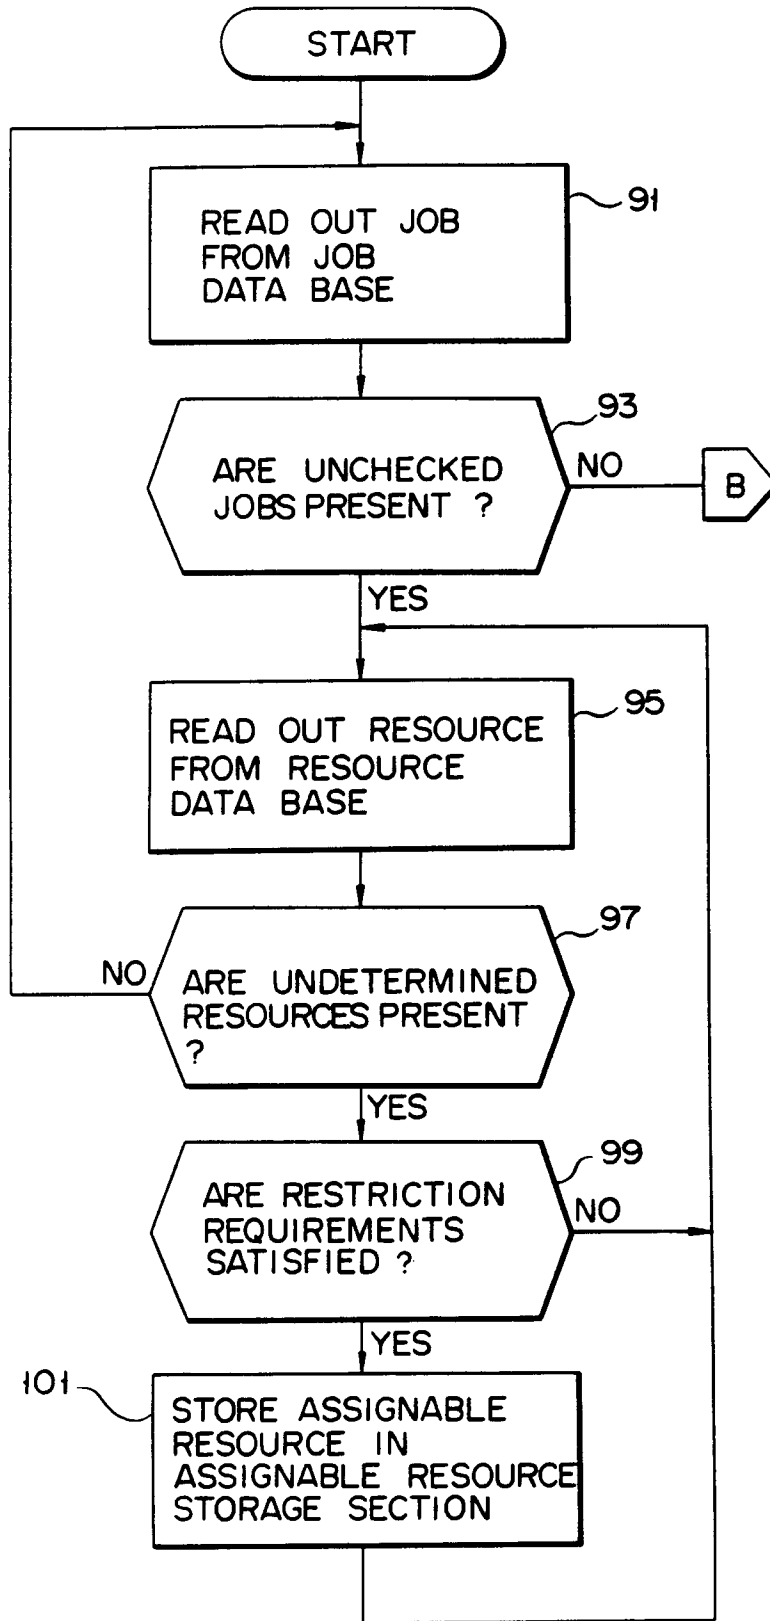 START
91
READ OUT JOB
FROM JOB
DATA BASE
93
ARE UNCHECKED
JOBS PRESENT ?
NO
B
YES
95
READ OUT RESOURCE
FROM RESOURCE
DATA BASE
97
NO
ARE UNDETERMINED
RESOURCES PRESENT
?
YES
99
ARE RESTRICTION
REQUIREMENTS
SATISFIED ?
NO
YES
101
STORE ASSIGNABLE
RESOURCE IN
ASSIGNABLE RESOURCE
STORAGE SECTION